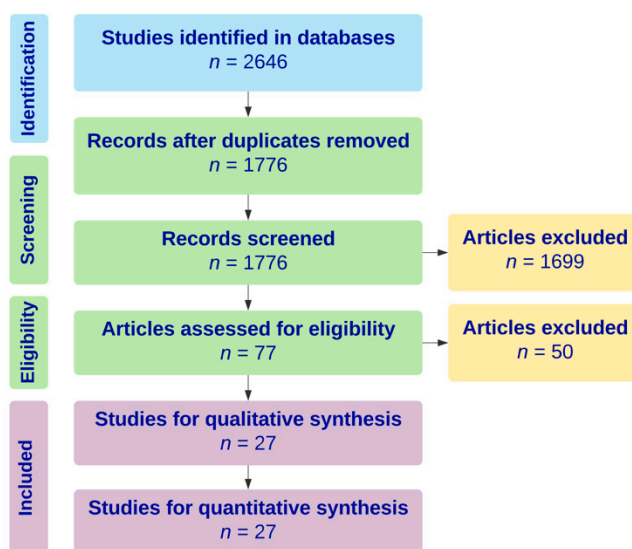 Identification
Studies identified in databases
n = 2646
Records after duplicates removed
n = 1776
Screening
Records screened
n = 1776
Articles excluded
n = 1699
Eligibility
Articles assessed for eligibility
n = 77
Articles excluded
n = 50
Included
Studies for qualitative synthesis
n = 27
Studies for quantitative synthesis
n = 27